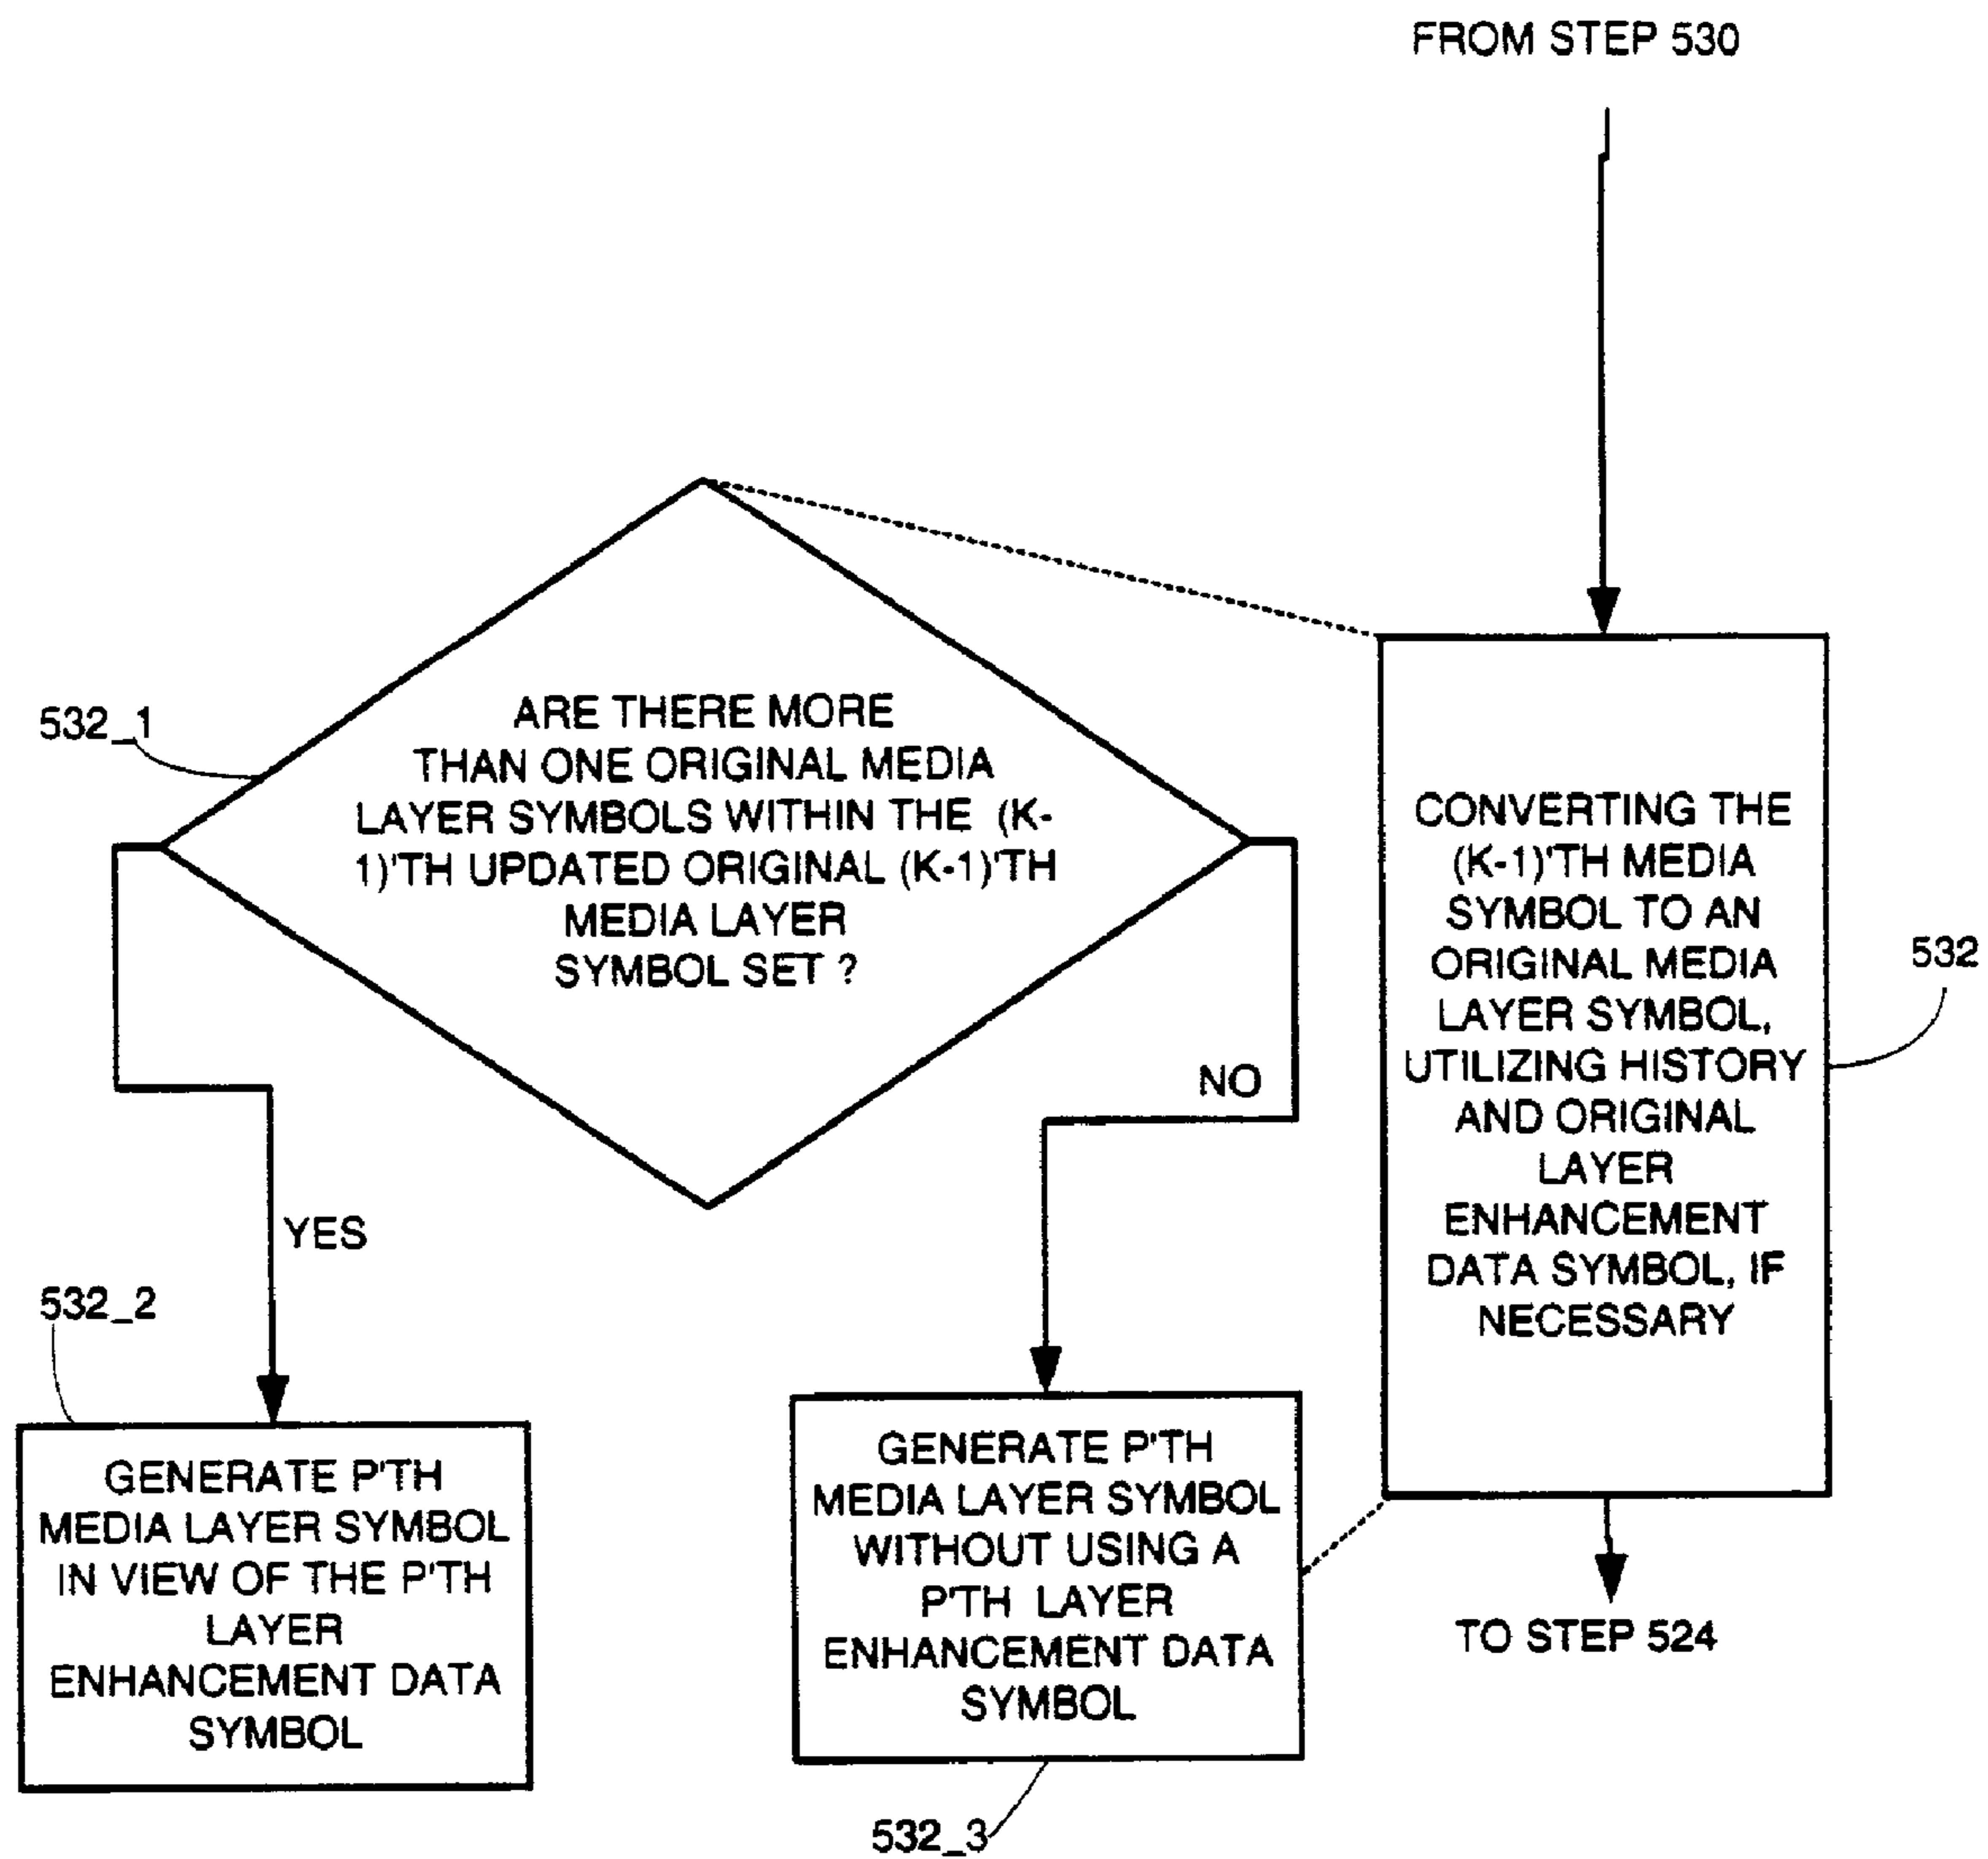 FROM STEP 530
532_1
ARE THERE MORE
THAN ONE ORIGINAL MEDIA
LAYER SYMBOLS WITHIN THE (K-
1)'TH UPDATED ORIGINAL (K-1)'TH
MEDIA LAYER
SYMBOL SET ?
CONVERTING THE
(K-1)'TH MEDIA
SYMBOL TO AN
ORIGINAL MEDIA
LAYER SYMBOL,
UTILIZING HISTORY
AND ORIGINAL
LAYER
ENHANCEMENT
DATA SYMBOL, IF
NECESSARY
532
NO
YES
532_2
GENERATE P'TH
MEDIA LAYER SYMBOL
IN VIEW OF THE P'TH
LAYER
ENHANCEMENT DATA
SYMBOL
GENERATE P'TH
MEDIA LAYER SYMBOL
WITHOUT USING A
P'TH LAYER
ENHANCEMENT DATA
SYMBOL
532_3
TO STEP 524